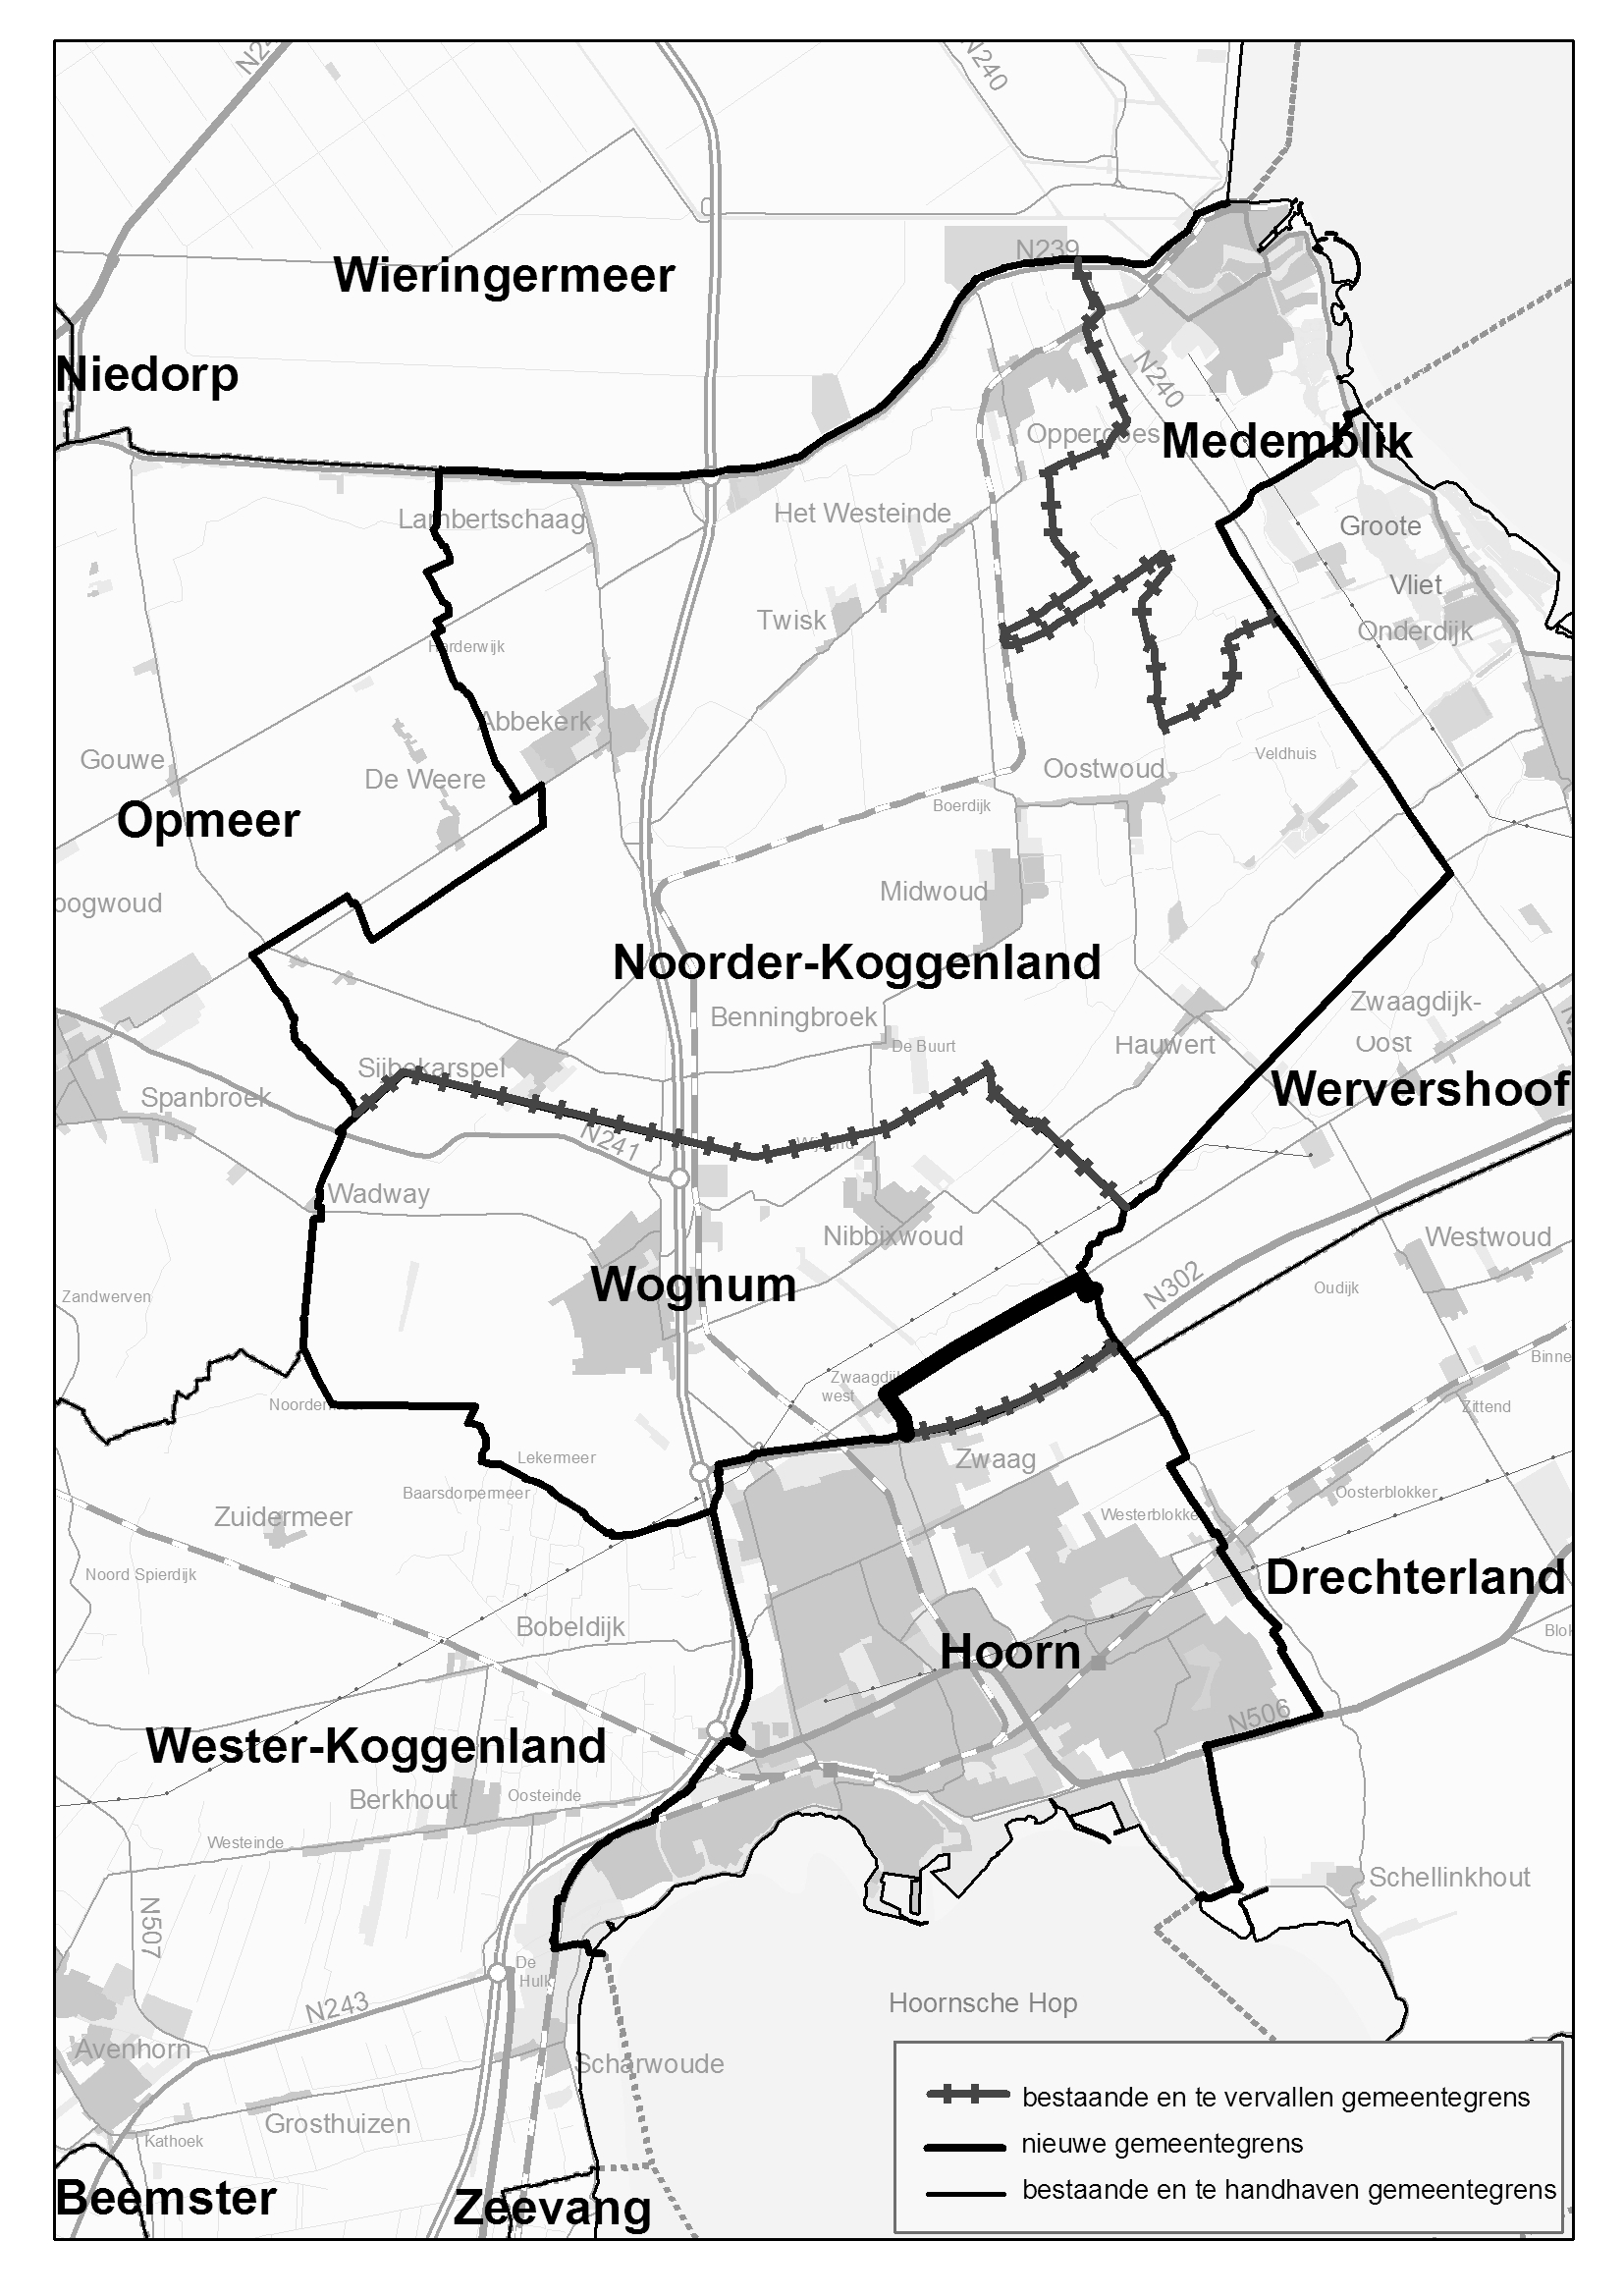 N240
N239
Wieringermeer
Niedorp
N240
Opperdoes
Medemblik
Lambertschaag
Het Westeinde
Groote
Vliet
Twisk
Onderdijk
Harderwijk
Abbekerk
Gouwe
De Weere
Oostwoud
Veldhuis
Boerdijk
Opmeer
Midwoud
oogwoud
Noorder-Koggenland
Benningbroek
De Buurt
Hauwert
Zwaagdijk-
Oost
Sijbekarspel
Spanbroek
Wervershoof
N241
Wadway
Nibbixwoud
Westwoud
Wognum
N302
Oudijk
Zandwerven
Zwaagdijk
west
Binne
Zittend
Lekermeer
Zwaag
Baarsdorpermeer
Oosterblokker
Zuidermeer
Westerblokker
Noord Spierdijk
Drechterland
Bobeldijk
Blok
Hoorn
N506
Wester-Koggenland
Berkhout
Oosteinde
Westeinde
Schellinkhout
N507
De
Hulk
N243
Hoornsche Hop
Avenhorn
Scharwoude
Grosthuizen
Kathoek
Beemster
Zeevang
bestaande en te vervallen gemeentegrens
nieuwe gemeentegrens
bestaande en te handhaven gemeentegrens